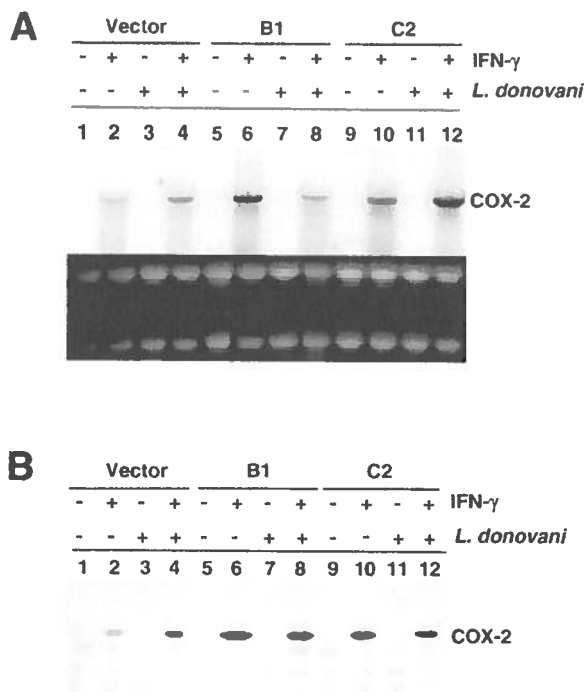 A
Vector B1 C2
- + - + - + - + - + - + IFN-γ
- - + + - - + + - - + + L. donovani
1 2 3 4 5 6 7 8 9 10 11 12
COX-2
B
Vector B1 C2
- + - + - + - + - + - + IFN-γ
- - + + - - + + - - + + L. donovani
1 2 3 4 5 6 7 8 9 10 11 12
COX-2